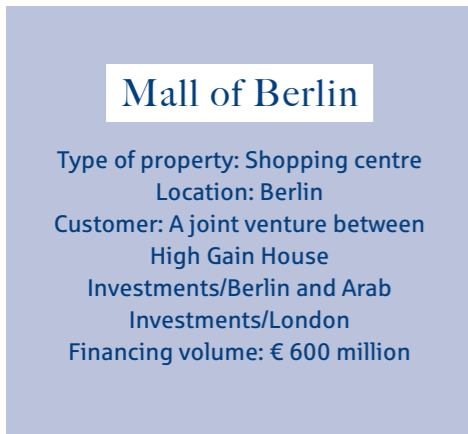 Mall of Berlin
Type of property: Shopping centre
Location: Berlin
Customer: A joint venture between
High Gain House
Investments/Berlin and Arab
Investments/London
Financing volume: € 600 million